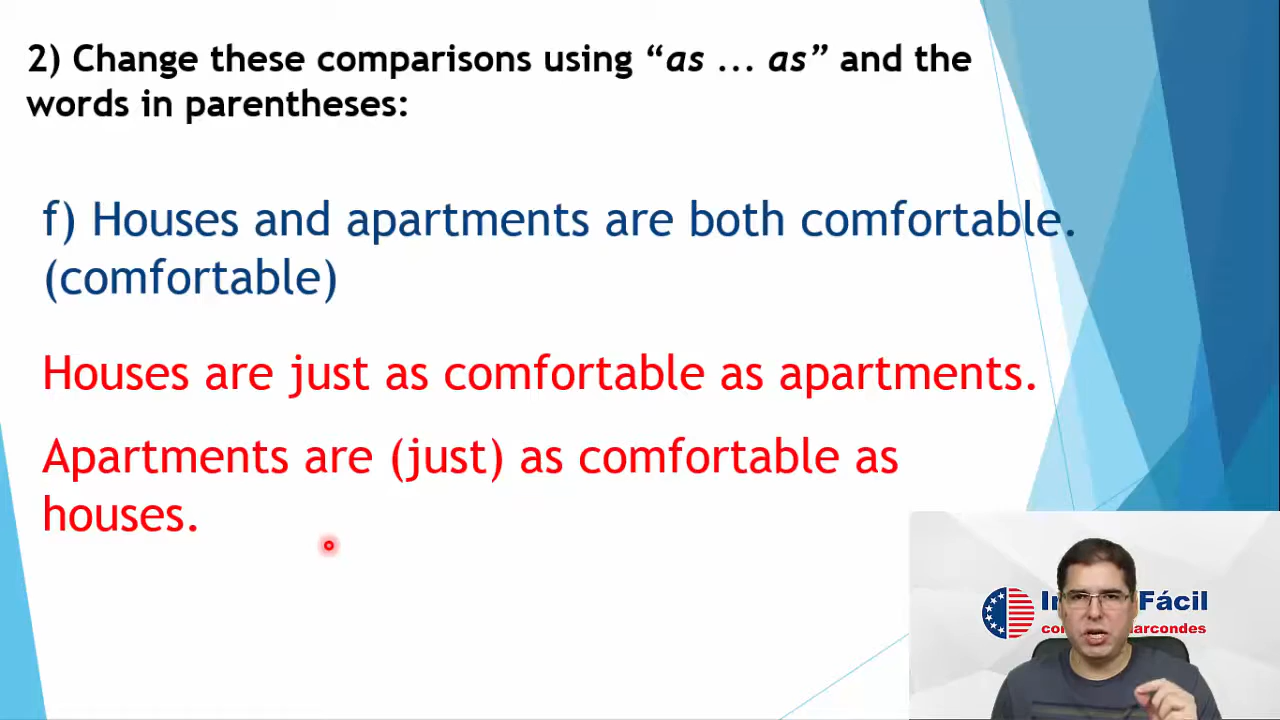 2) Change these comparisons using “as ... as” and the
words in parentheses:
f) Houses and apartments are both comfortable.
(comfortable)
Houses are just as comfortable as apartments.
Apartments are (just) as comfortable as
houses.
Fácil